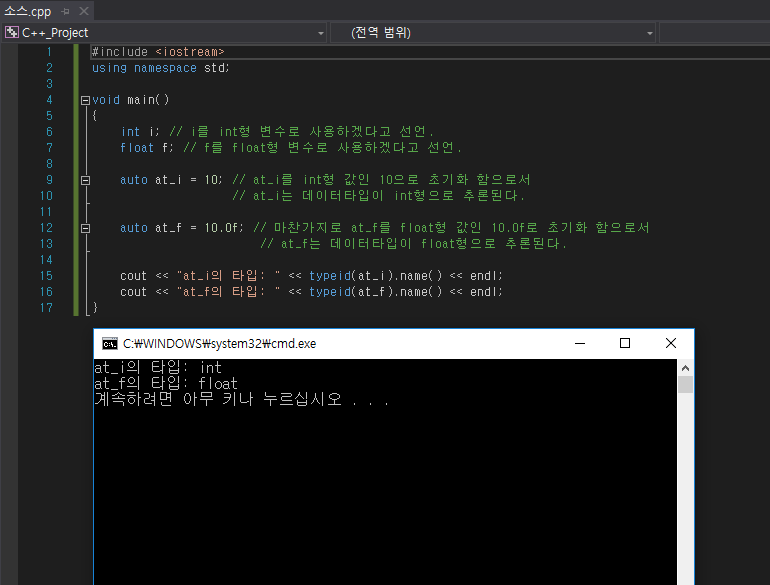 소스.cpp
C++_Project
(전역 범위)
1 #include <iostream>
2 using namespace std;
3
4 void main()
5 {
6 int i; // i를 int형 변수로 사용하겠다고 선언.
7 float f; // f를 float형 변수로 사용하겠다고 선언.
8
9 auto at_i = 10; // at_i를 int형 값인 10으로 초기화 함으로서
10 // at_i는 데이터타입이 int형으로 추론된다.
11
12 auto at_f = 10.0f; // 마찬가지로 at_f를 float형 값인 10.0f로 초기화 함으로서
13 // at_f는 데이터타입이 float형으로 추론된다.
14
15 cout << "at_i의 타입: " << typeid(at_i).name() << endl;
16 cout << "at_f의 타입: " << typeid(at_f).name() << endl;
17 }
C:₩WINDOWS₩system32₩cmd.exe
at_i의 타입: int
at_f의 타입: float
계속하려면 아무 키나 누르십시오 . . .